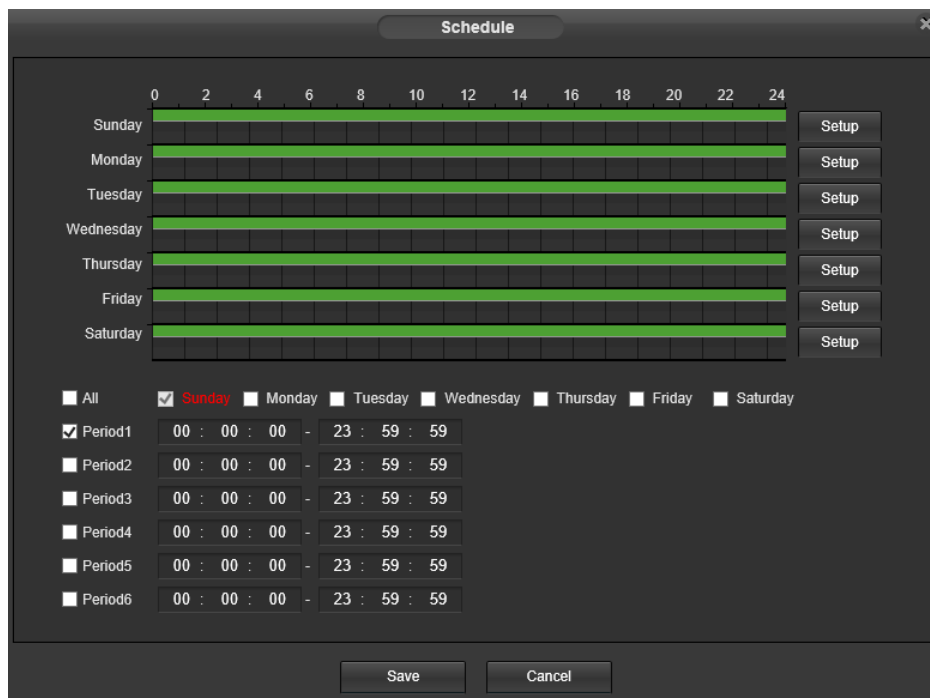 Schedule
0 2 4 6 8 10 12 14 16 18 20 22 24
Sunday Setup
Monday Setup
Tuesday Setup
Wednesday Setup
Thursday Setup
Friday Setup
Saturday Setup
All Sunday Monday Tuesday Wednesday Thursday Friday Saturday
Period1 00 : 00 : 00 - 23 : 59 : 59
Period2 00 : 00 : 00 - 23 : 59 : 59
Period3 00 : 00 : 00 - 23 : 59 : 59
Period4 00 : 00 : 00 - 23 : 59 : 59
Period5 00 : 00 : 00 - 23 : 59 : 59
Period6 00 : 00 : 00 - 23 : 59 : 59
Save Cancel